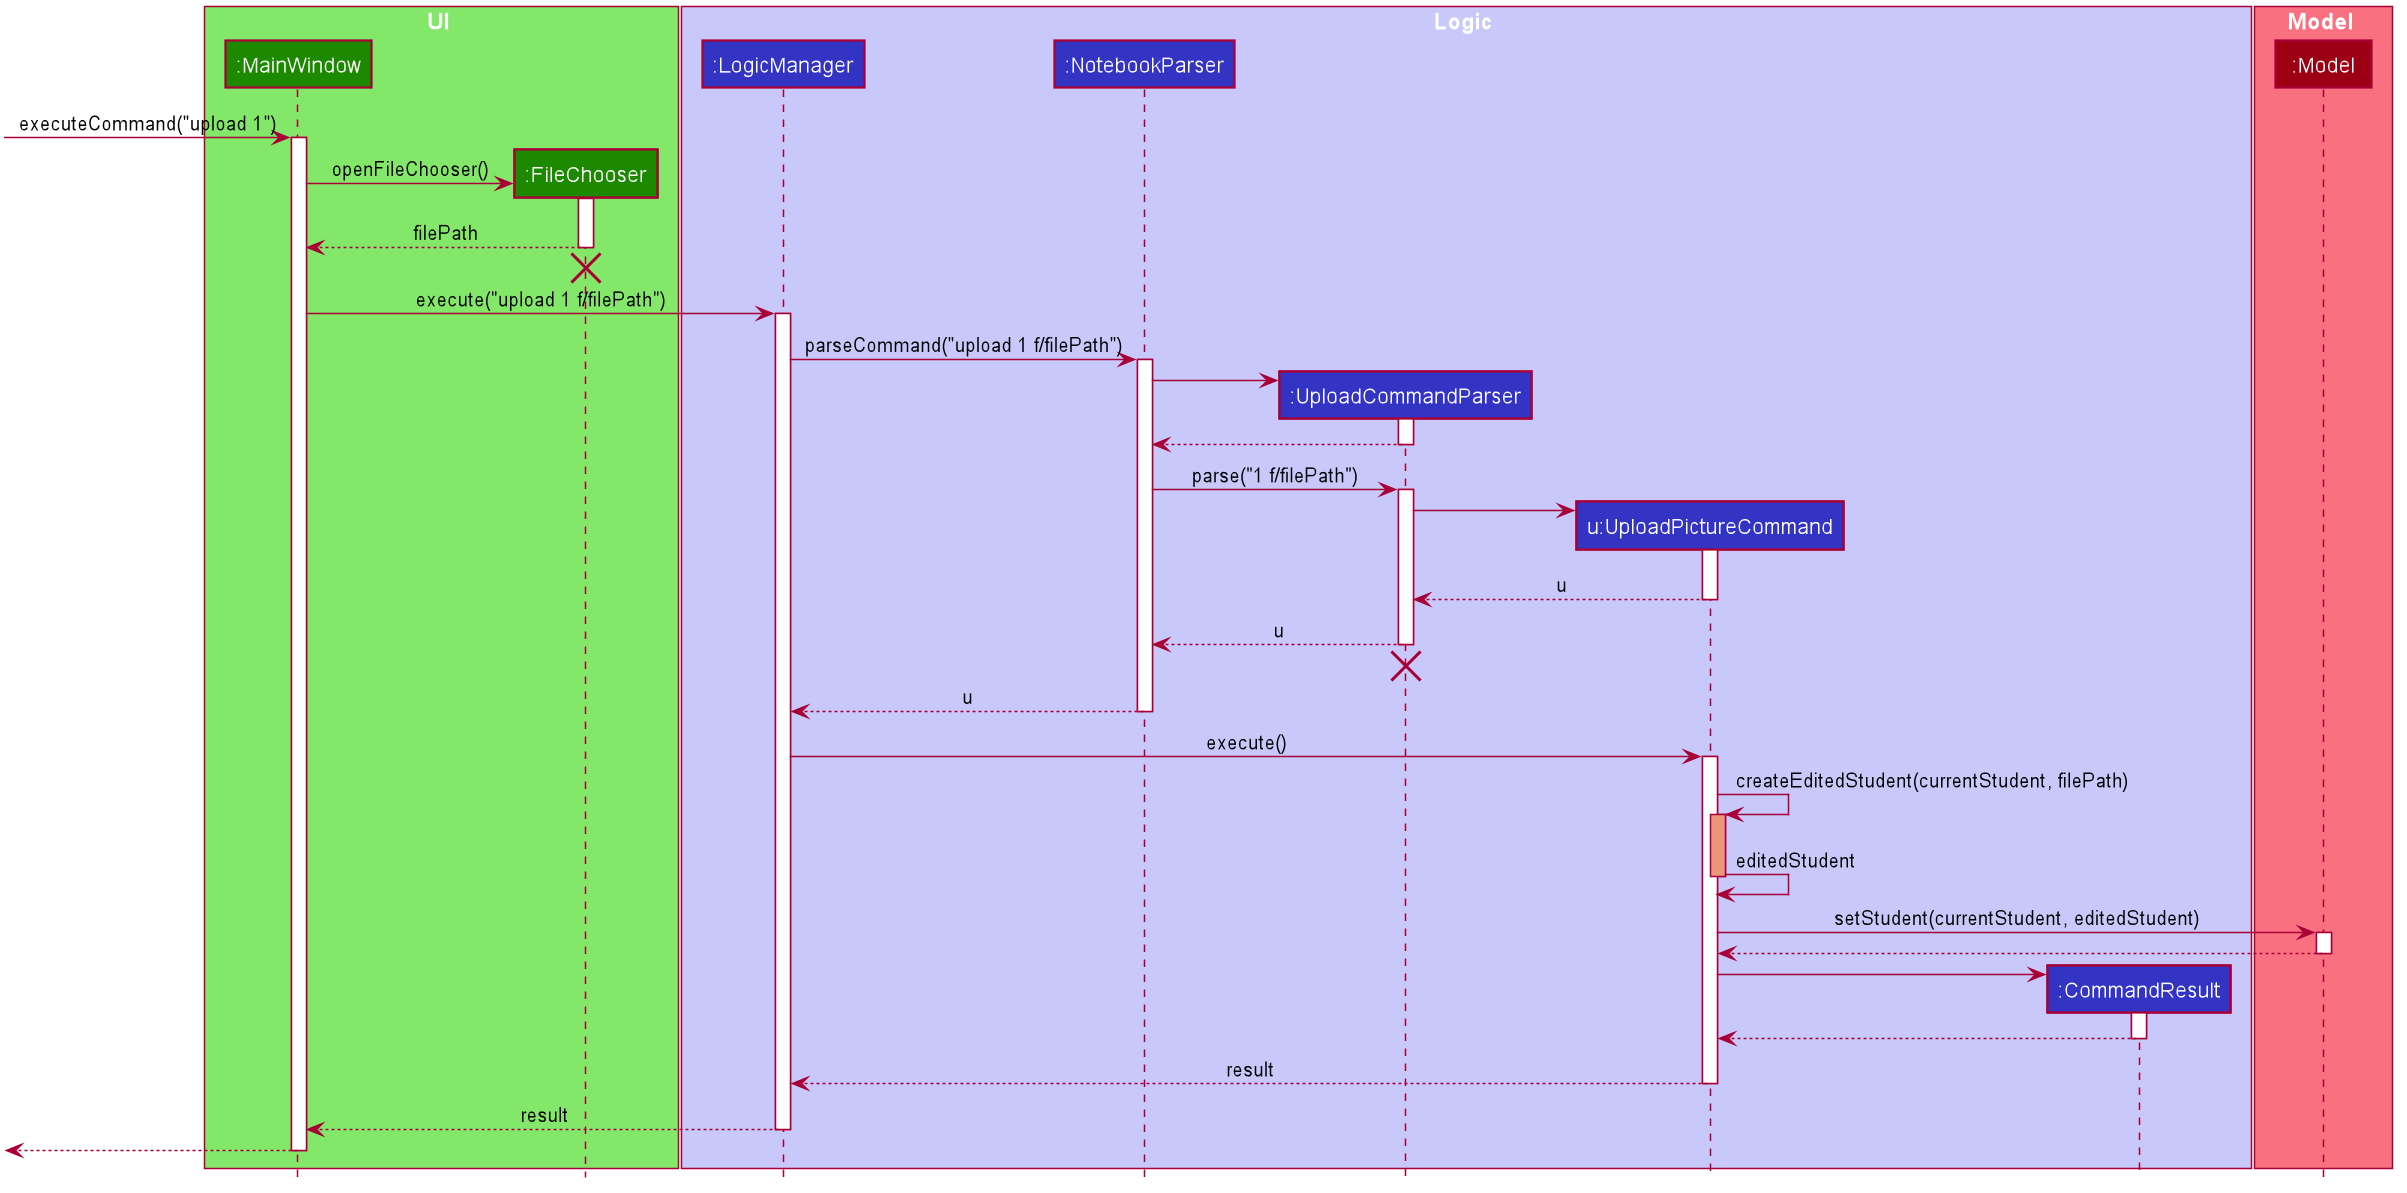 UI
Logic
Model
:MainWindow
:LogicManager
:NotebookParser
:Model
executeCommand("upload 1")
openFileChooser()
:FileChooser
filePath
execute("upload 1 f/filePath")
parseCommand("upload 1 f/filePath")
:UploadCommandParser
parse("1 f/filePath")
u:UploadPictureCommand
u
u
u
execute()
createEditedStudent(currentStudent, filePath)
editedStudent
setStudent(currentStudent, editedStudent)
:CommandResult
result
result